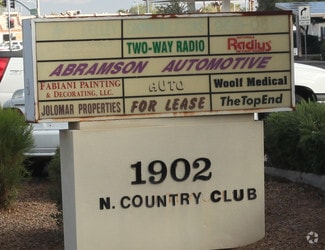 TWO-WAY RADIO
Radius
ABRAMSON AUTOMOTIVE
FABIANI PAINTING
& DECORATING, LLC.
AUTO
Woolf Medical
JOLOMAR PROPERTIES
FOR LEASE
TheTopEnd
1902
N. COUNTRY CLUB